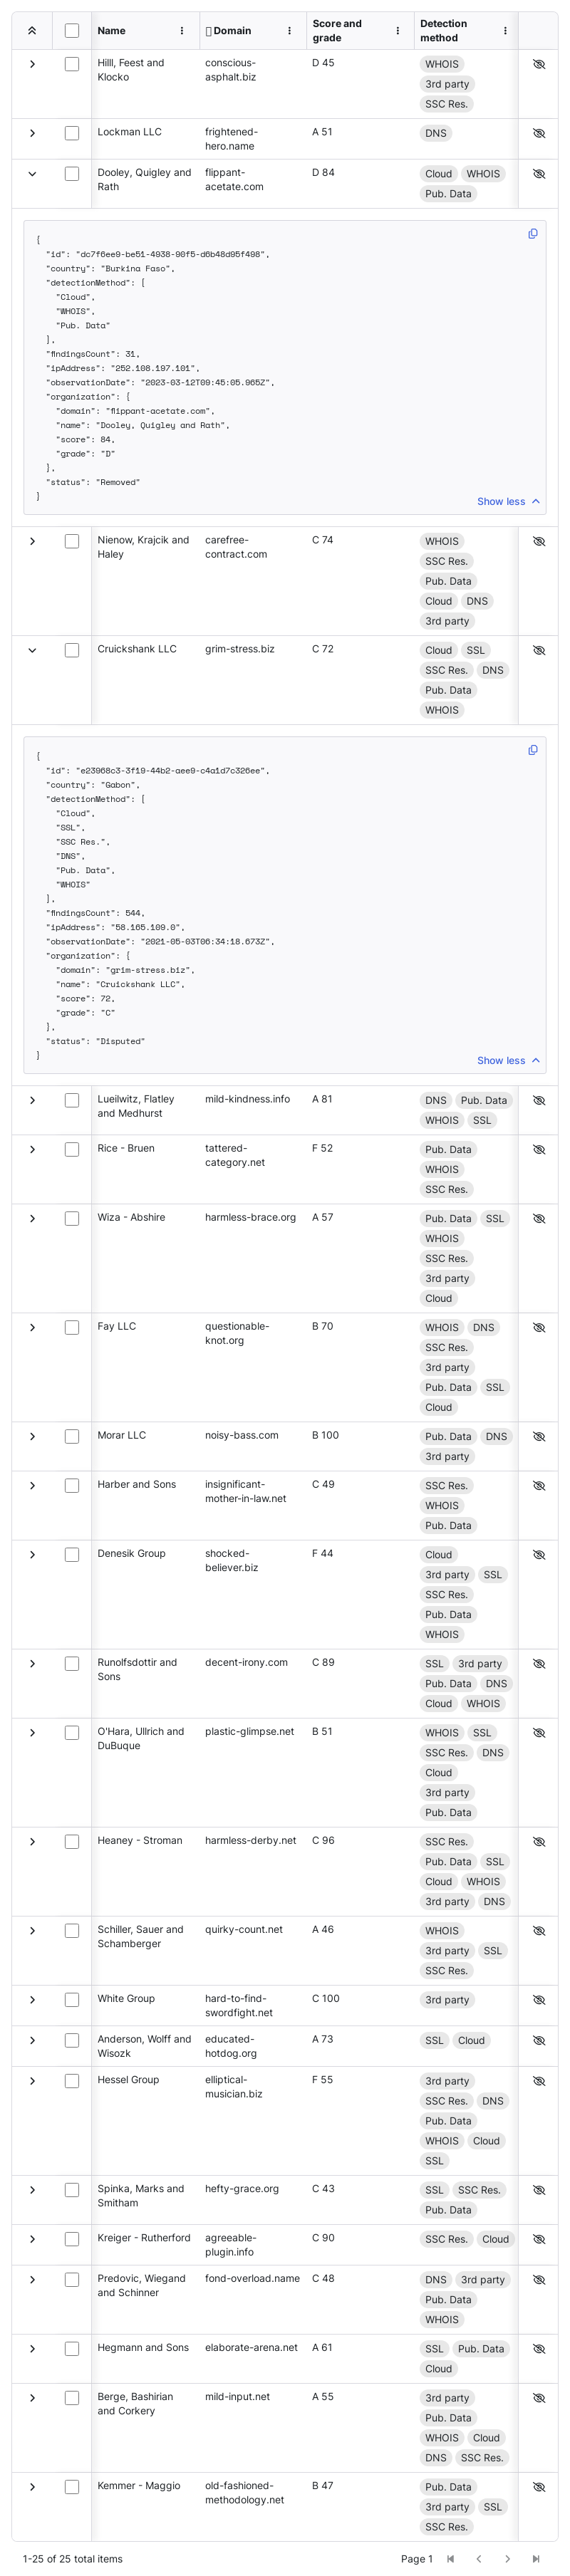 Name Domain Score and grade Detection method
Hilll, Feest and Klocko conscious-asphalt.biz D 45 WHOIS
3rd party
SSC Res.
Lockman LLC frightened-hero.name A 51 DNS
Dooley, Quigley and Rath flippant-acetate.com D 84 Cloud WHOIS
Pub. Data
{
"id": "dc7f6ee9-be51-4938-90f5-d6b48d95f498",
"country": "Burkina Faso",
"detectionMethod": [
"Cloud",
"WHOIS",
"Pub. Data"
],
"findingsCount": 31,
"ipAddress": "252.108.197.101",
"observationDate": "2023-03-12T09:45:05.965Z",
"organization": {
"domain": "flippant-acetate.com",
"name": "Dooley, Quigley and Rath",
"score": 84,
"grade": "D"
},
"status": "Removed"
}
Show less
Nienow, Krajcik and Haley carefree-contract.com C 74 WHOIS
SSC Res.
Pub. Data
Cloud DNS
3rd party
Cruickshank LLC grim-stress.biz C 72 Cloud SSL
SSC Res. DNS
Pub. Data
WHOIS
{
"id": "e23968c3-3f19-44b2-aee9-c4a1d7c326ee",
"country": "Gabon",
"detectionMethod": [
"Cloud",
"SSL",
"SSC Res.",
"DNS",
"Pub. Data",
"WHOIS"
],
"findingsCount": 544,
"ipAddress": "58.165.109.0",
"observationDate": "2021-05-03T06:34:18.673Z",
"organization": {
"domain": "grim-stress.biz",
"name": "Cruickshank LLC",
"score": 72,
"grade": "C"
},
"status": "Disputed"
}
Show less
Lueilwitz, Flatley and Medhurst mild-kindness.info A 81 DNS Pub. Data
WHOIS SSL
Rice - Bruen tattered-category.net F 52 Pub. Data
WHOIS
SSC Res.
Wiza - Abshire harmless-brace.org A 57 Pub. Data SSL
WHOIS
SSC Res.
3rd party
Cloud
Fay LLC questionable-knot.org B 70 WHOIS DNS
SSC Res.
3rd party
Pub. Data SSL
Cloud
Morar LLC noisy-bass.com B 100 Pub. Data DNS
3rd party
Harber and Sons insignificant-mother-in-law.net C 49 SSC Res.
WHOIS
Pub. Data
Denesik Group shocked-believer.biz F 44 Cloud
3rd party SSL
SSC Res.
Pub. Data
WHOIS
Runolfsdottir and Sons decent-irony.com C 89 SSL 3rd party
Pub. Data DNS
Cloud WHOIS
O'Hara, Ullrich and DuBuque plastic-glimpse.net B 51 WHOIS SSL
SSC Res. DNS
Cloud
3rd party
Pub. Data
Heaney - Stroman harmless-derby.net C 96 SSC Res.
Pub. Data SSL
Cloud WHOIS
3rd party DNS
Schiller, Sauer and Schamberger quirky-count.net A 46 WHOIS
3rd party SSL
SSC Res.
White Group hard-to-find-swordfight.net C 100 3rd party
Anderson, Wolff and Wisozk educated-hotdog.org A 73 SSL Cloud
Hessel Group elliptical-musician.biz F 55 3rd party
SSC Res. DNS
Pub. Data
WHOIS Cloud
SSL
Spinka, Marks and Smitham hefty-grace.org C 43 SSL SSC Res.
Pub. Data
Kreiger - Rutherford agreeable-plugin.info C 90 SSC Res. Cloud
Predovic, Wiegand and Schinner fond-overload.name C 48 DNS 3rd party
Pub. Data
WHOIS
Hegmann and Sons elaborate-arena.net A 61 SSL Pub. Data
Cloud
Berge, Bashirian and Corkery mild-input.net A 55 3rd party
Pub. Data
WHOIS Cloud
DNS SSC Res.
Kemmer - Maggio old-fashioned-methodology.net B 47 Pub. Data
3rd party SSL
SSC Res.
1-25 of 25 total items Page 1